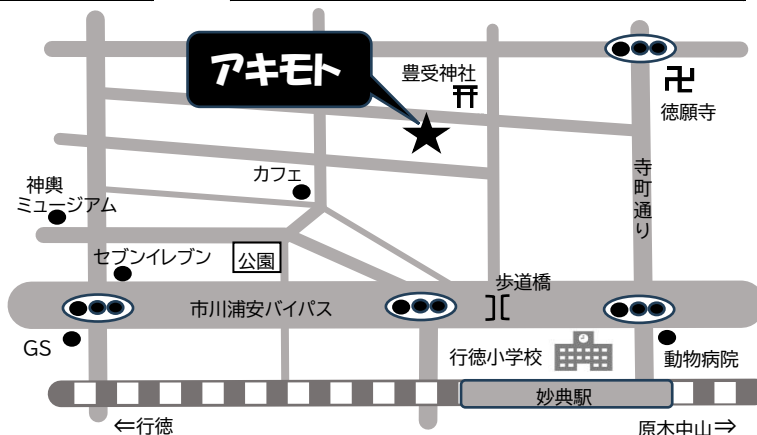 アキモト
豊受神社
徳願寺
寺町通り
カフェ
神輿
ミュージアム
セブンイレブン
公園
歩道橋
市川浦安バイパス
GS
行徳小学校
動物病院
妙典駅
⇐行徳
原木中山⇒